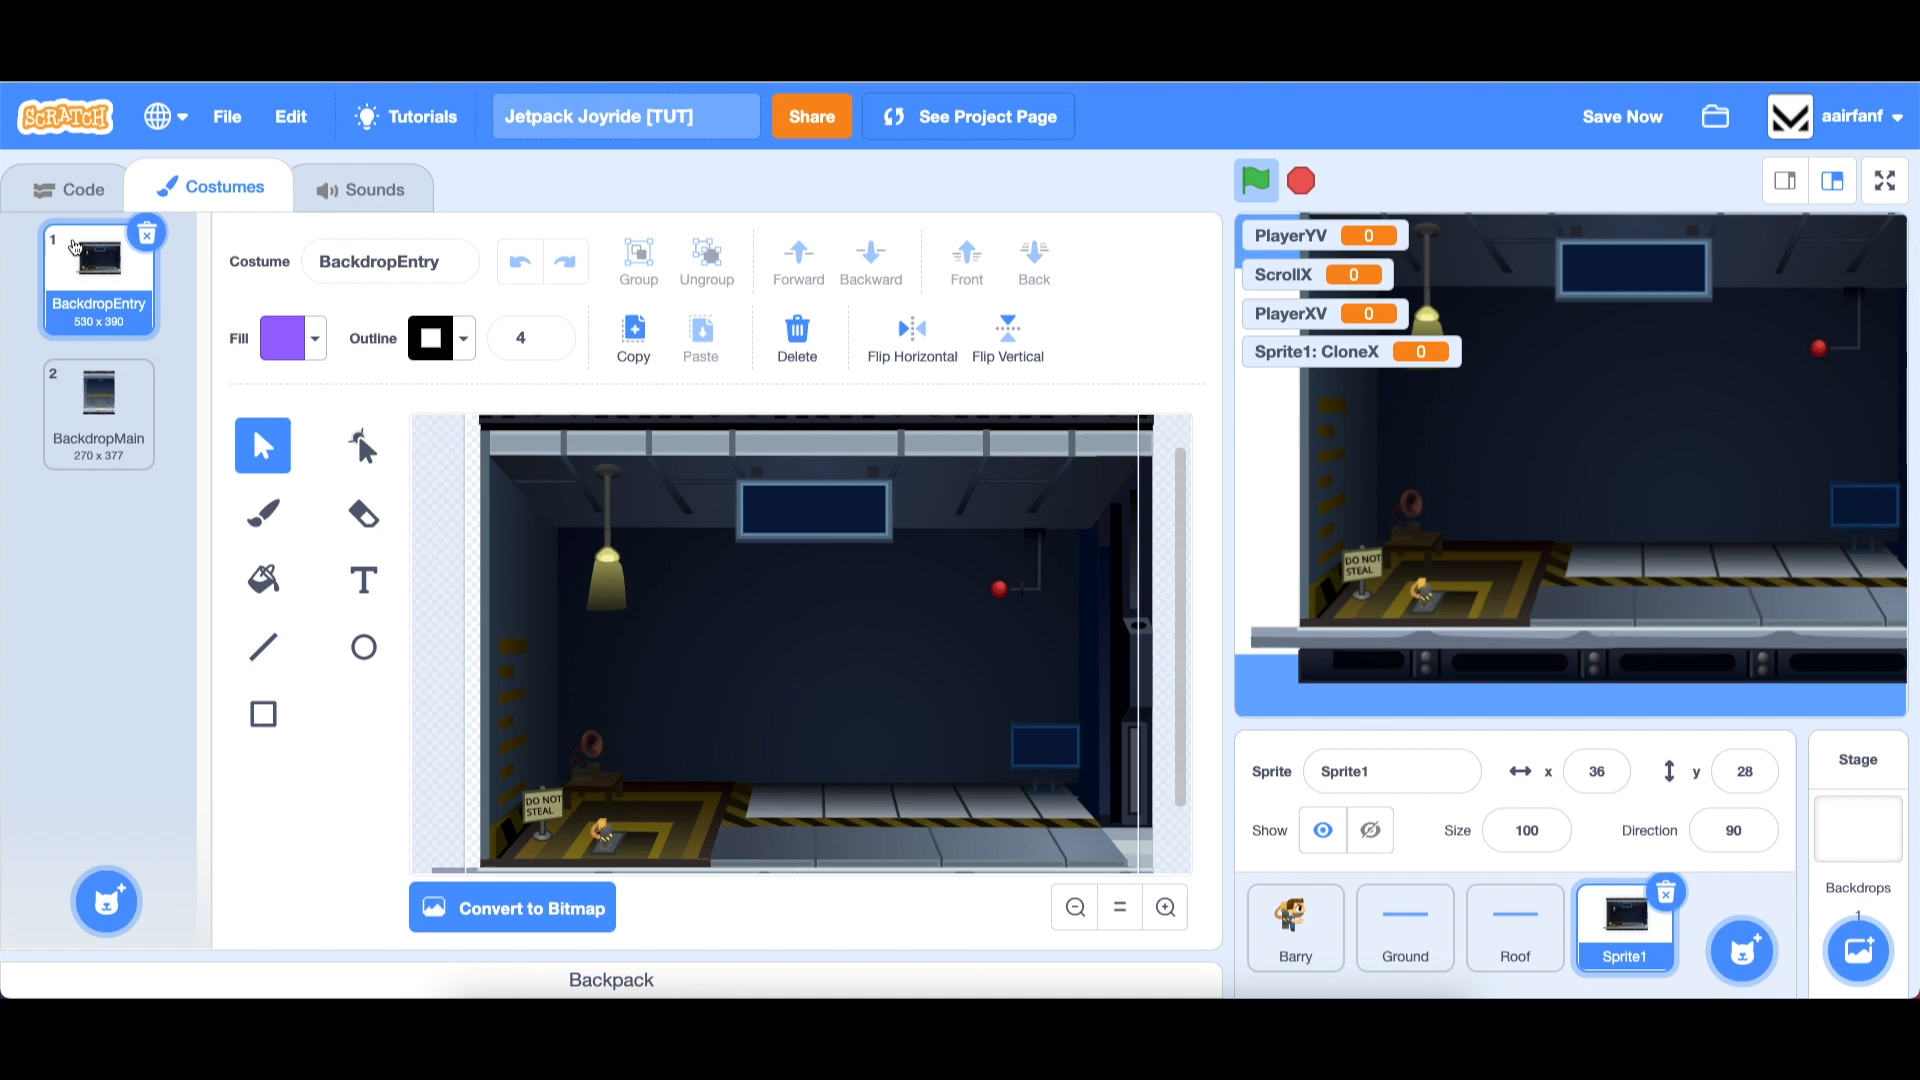 SCRATCH File Edit Tutorials Jetpack Joyride [TUT] Share See Project Page Save Now aairfanf
Code Costumes Sounds
1
BackdropEntry
530 x 390
2
BackdropMain
270 x 377
Costume BackdropEntry Group Ungroup Forward Backward Front Back
Fill Outline 4 Copy Paste Delete Flip Horizontal Flip Vertical
DO NOT
STEAL
Convert to Bitmap
Backpack
PlayerYV 0
ScrollX 0
PlayerXV 0
Sprite1: CloneX 0
DO NOT
STEAL
Sprite Sprite1 x 36 y 28
Show Size 100 Direction 90
Barry Ground Roof Sprite1
Stage
Backdrops
1